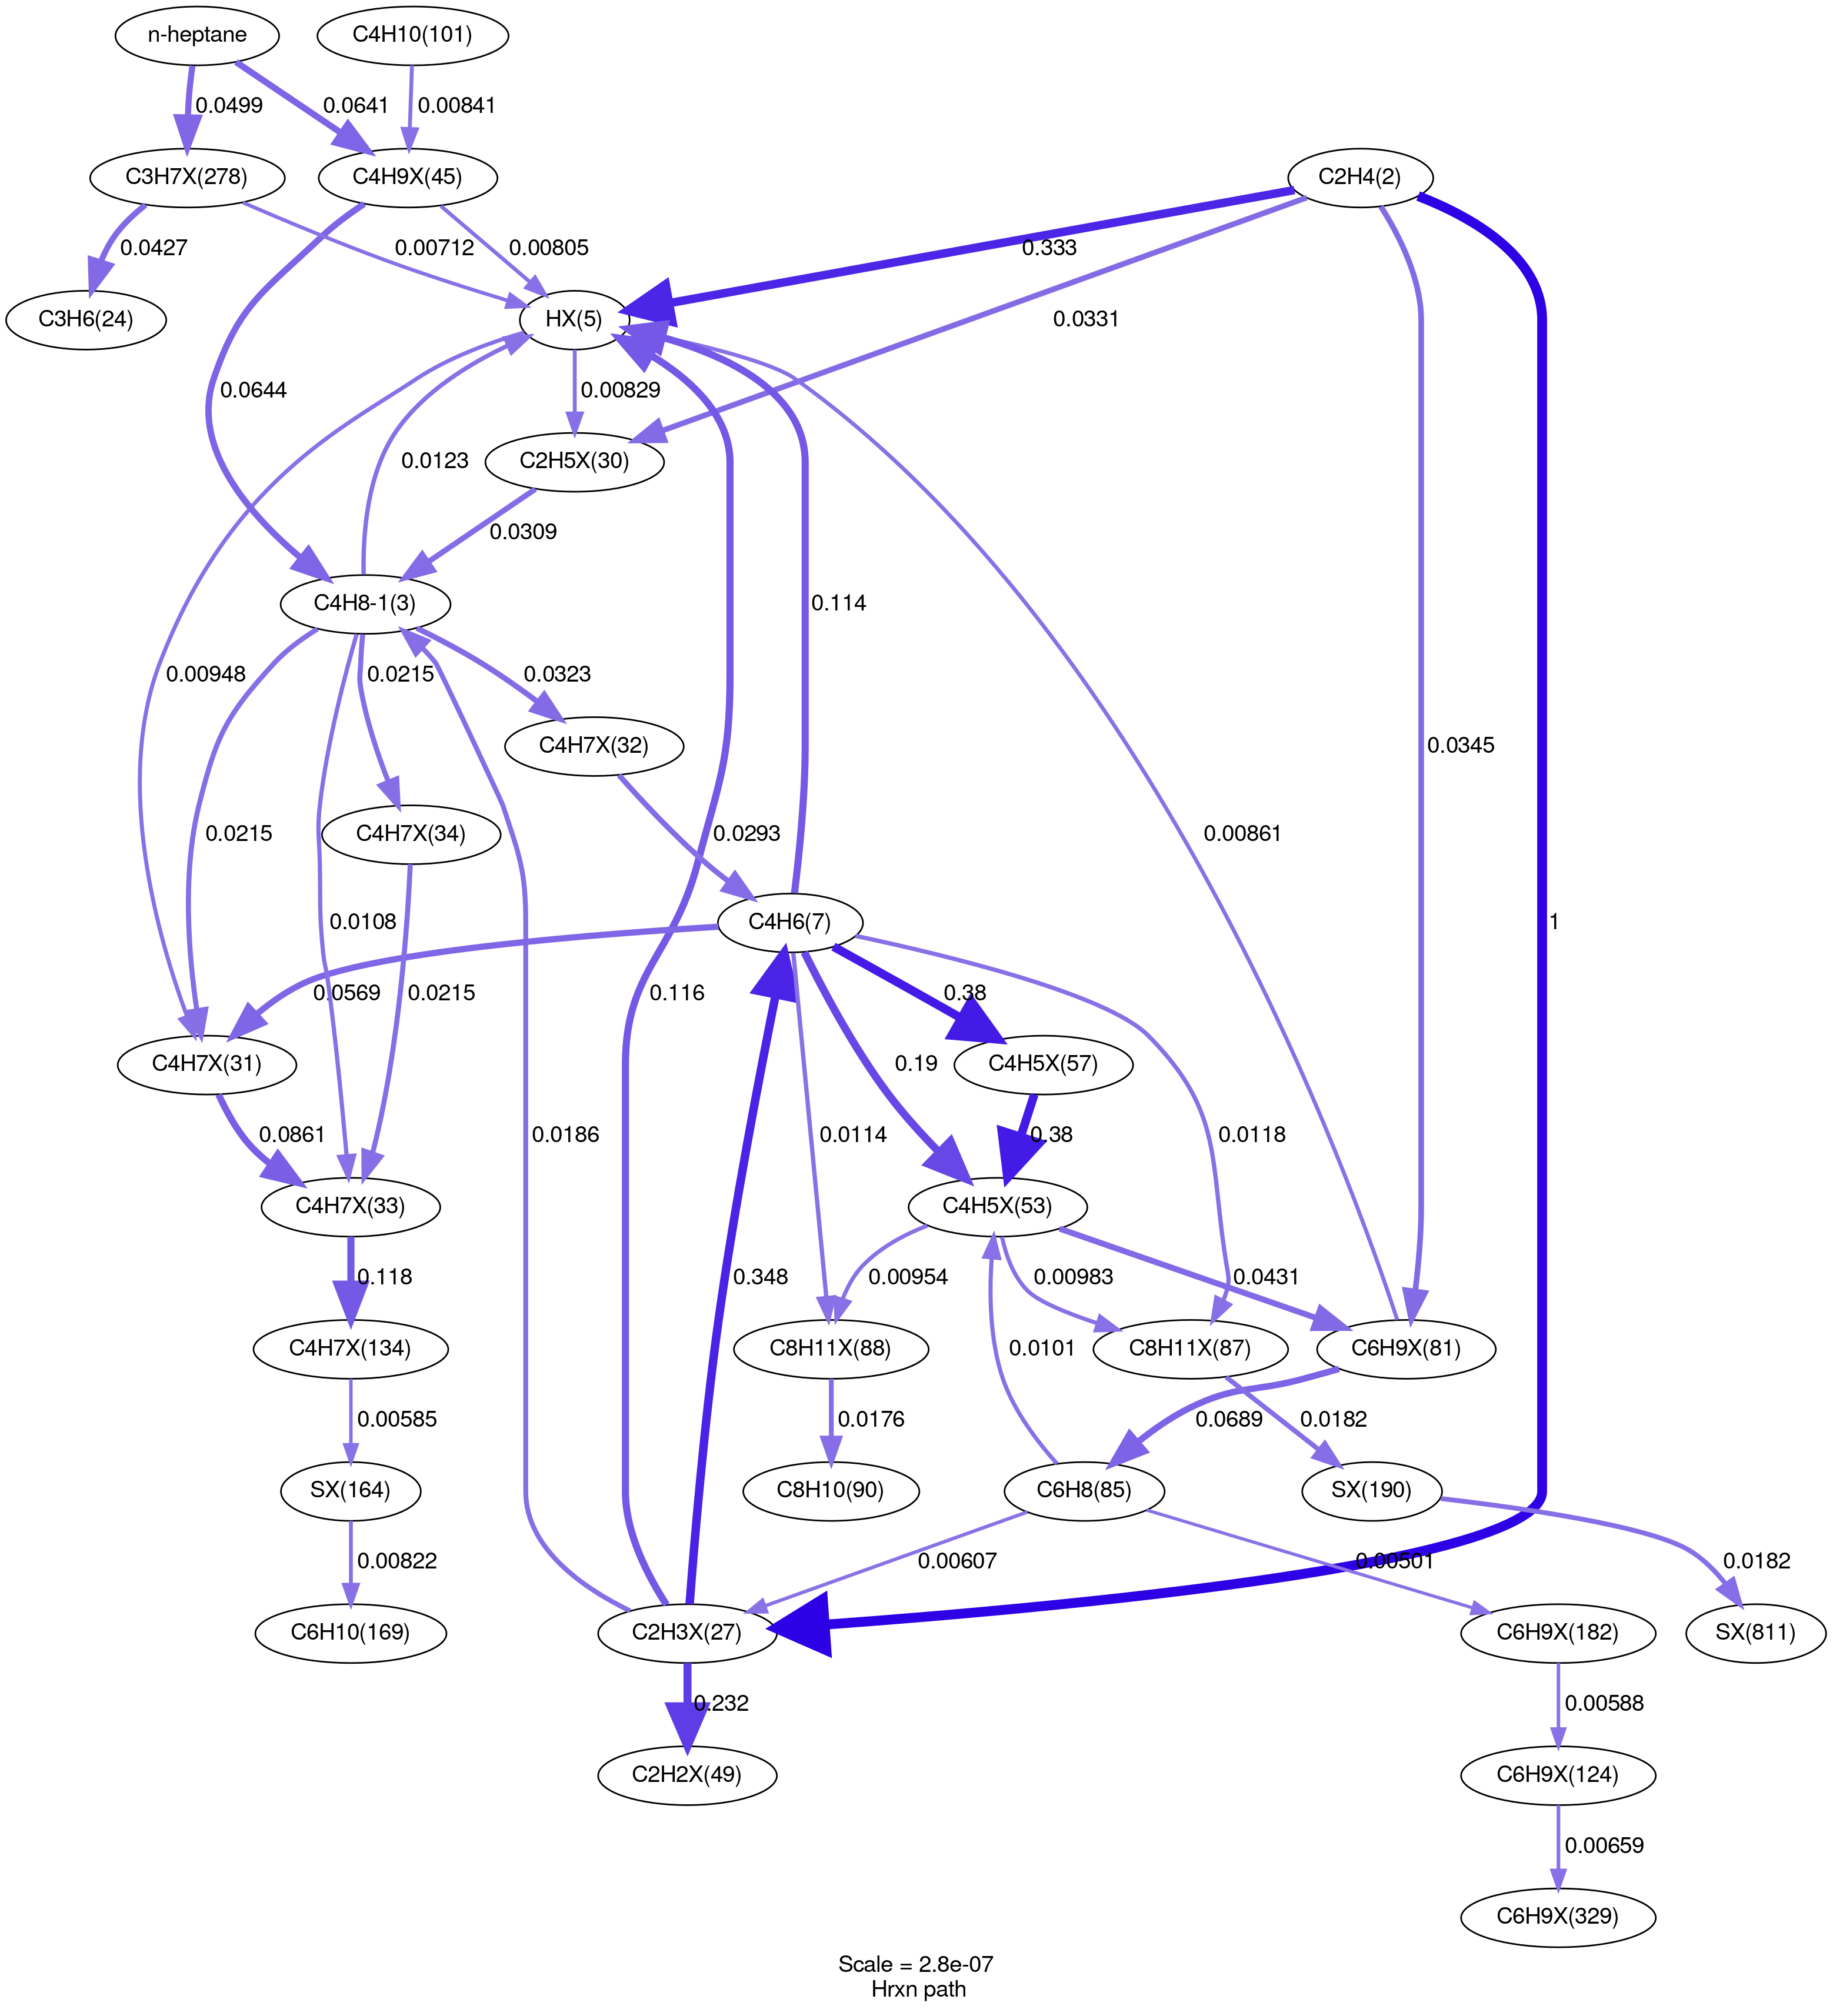 n-heptane
C4H10(101)
0.0499
0.0641
0.00841
C3H7X(278)
C4H9X(45)
C2H4(2)
0.0427
0.00712
0.00805
0.333
C3H6(24)
HX(5)
0.0331
0.0644
0.0123
0.00829
C2H5X(30)
0.0309
C4H8-1(3)
0.00948
0.0215
0.0323
C4H7X(32)
0.114
0.0345
0.0215
C4H7X(34)
0.0293
0.00861
0.0108
C4H6(7)
1
0.0569
0.0215
0.116
0.38
0.19
C4H7X(31)
C4H5X(57)
0.0861
0.0186
0.0114
0.38
0.0118
C4H7X(33)
C4H5X(53)
0.118
0.348
0.00954
0.00983
0.0431
C4H7X(134)
C8H11X(88)
0.0101
C8H11X(87)
C6H9X(81)
0.00585
0.0176
0.0689
0.0182
SX(164)
C8H10(90)
C6H8(85)
SX(190)
0.00822
0.00607
0.00501
0.0182
C6H10(169)
C2H3X(27)
C6H9X(182)
SX(811)
0.232
0.00588
C2H2X(49)
C6H9X(124)
0.00659
C6H9X(329)
Scale = 2.8e-07
Hrxn path